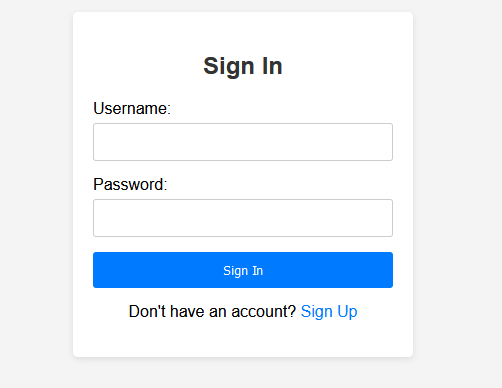 Sign In
Username:
Password:
Sign In
Don't have an account? Sign Up